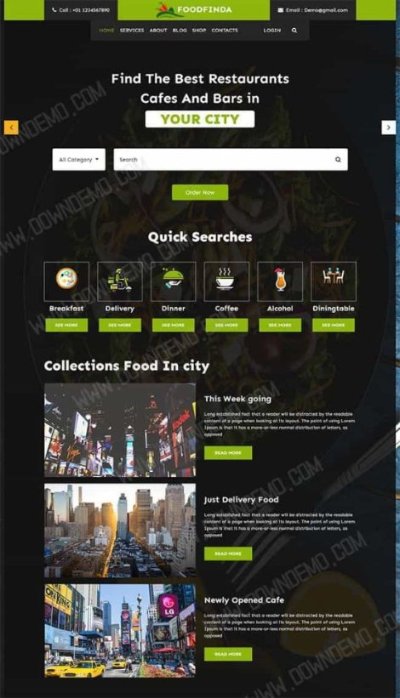 Call : +01 1234567890
FOODFINDA
Email : Demo@gmail.com
HOME SERVICES ABOUT BLOG SHOP CONTACTS LOGIN
Find The Best Restaurants
Cafes And Bars in
YOUR CITY
All Category Search
Order Now
Quick Searches
Breakfast Delivery Dinner Coffee Alcohol Diningtable
SEE MORE SEE MORE SEE MORE SEE MORE SEE MORE SEE MORE
Collections Food In city
This Week going
Long established fact that a reader will be distracted by the readable
content of a page when looking at its layout. The point of using Lorem
Ipsum is that it has a more-or-less normal distribution of letters, as
opposed
READ MORE
Just Delivery Food
Long established fact that a reader will be distracted by the readable
content of a page when looking at its layout. The point of using Lorem
Ipsum is that it has a more-or-less normal distribution of letters, as
opposed
READ MORE
LG
Newly Opened Cafe
Long established fact that a reader will be distracted by the readable
content of a page when looking at its layout. The point of using Lorem
Ipsum is that it has a more-or-less normal distribution of letters, as
opposed
READ MORE
WWW.DOWNDEMO.COM